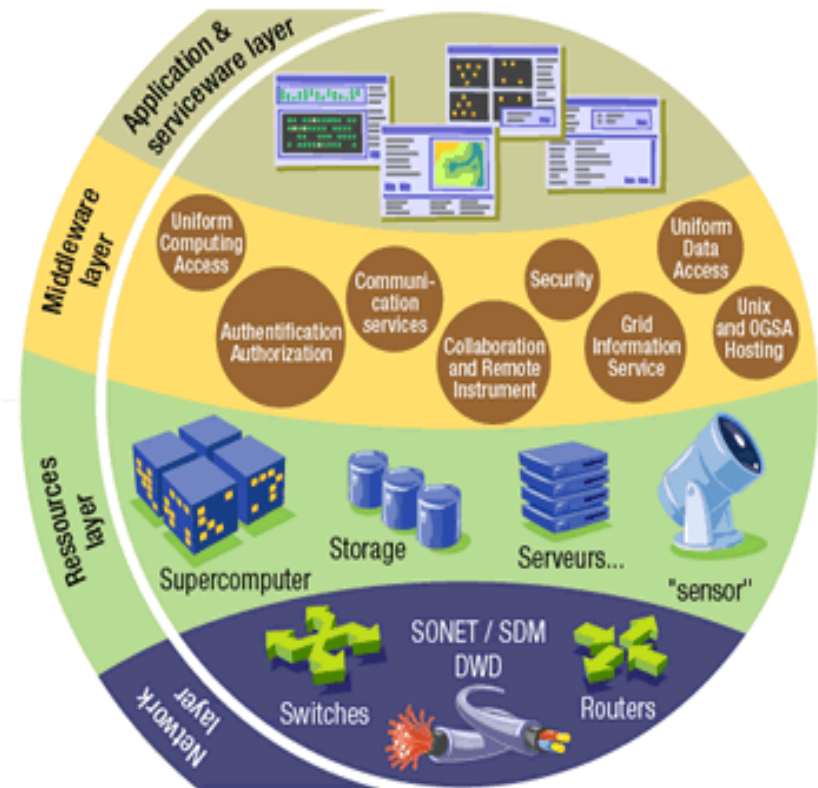 Application &
serviceware layer
Middleware
layer
Uniform
Computing
Access
Authentification
Authorization
Communi-
cation
services
Collaboration
and Remote
Instrument
Security
Grid
Information
Service
Uniform
Data
Access
Unix
and OGSA
Hosting
Ressources
layer
Supercomputer
Storage
Serveurs...
"sensor"
Network
layer
Switches
SONET / SDM
DWD
Routers